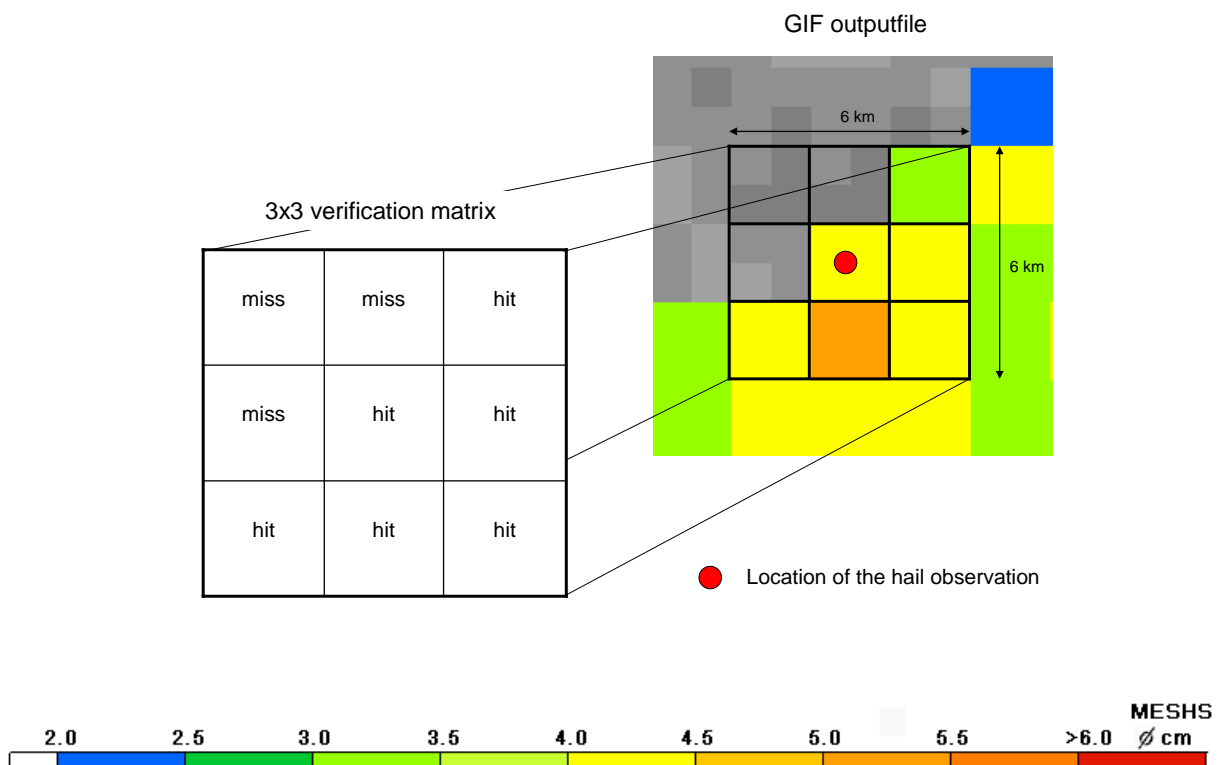 GIF outputfile
6 km
3x3 verification matrix
6 km
miss miss hit
miss hit hit
hit hit hit
Location of the hail observation
MESHS
2.0 2.5 3.0 3.5 4.0 4.5 5.0 5.5 >6.0 Ø cm